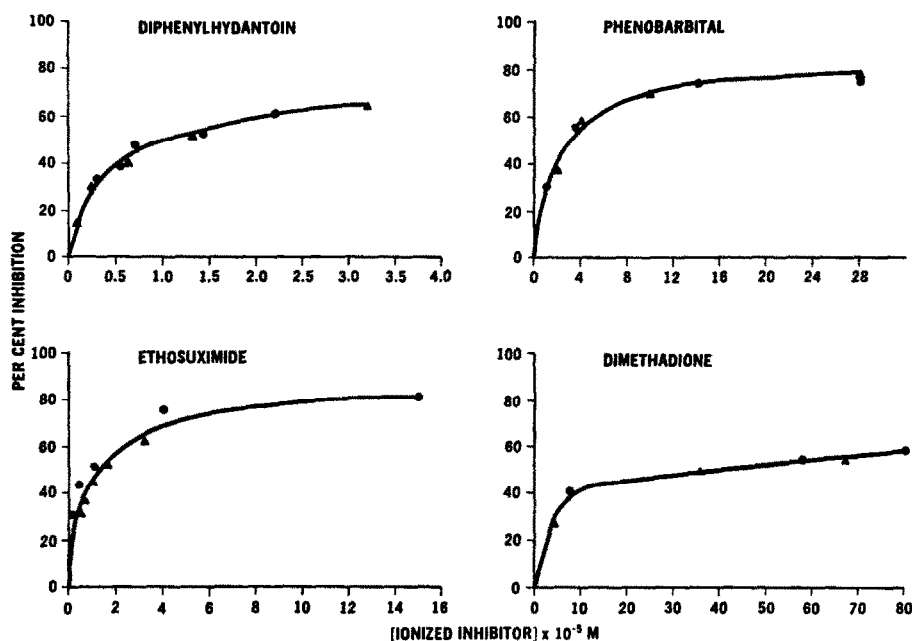 DIPHENYLHYDANTOIN
100
80
60
40
20
0
0 0.5 1.0 1.4 2.0 2.5 3.0 3.5 4.0
PHENOBARBITAL
100
80
60
40
20
0
0 4 8 12 16 20 24 28
PER CENT INHIBITION
ETHOSUXIMIDE
100
80
60
40
20
0
0 2 4 6 8 10 12 14 16
DIMETHADIONE
100
80
60
40
20
0
0 10 20 30 40 50 60 70 80
[IONIZED INHIBITOR] x 10⁻⁵ M